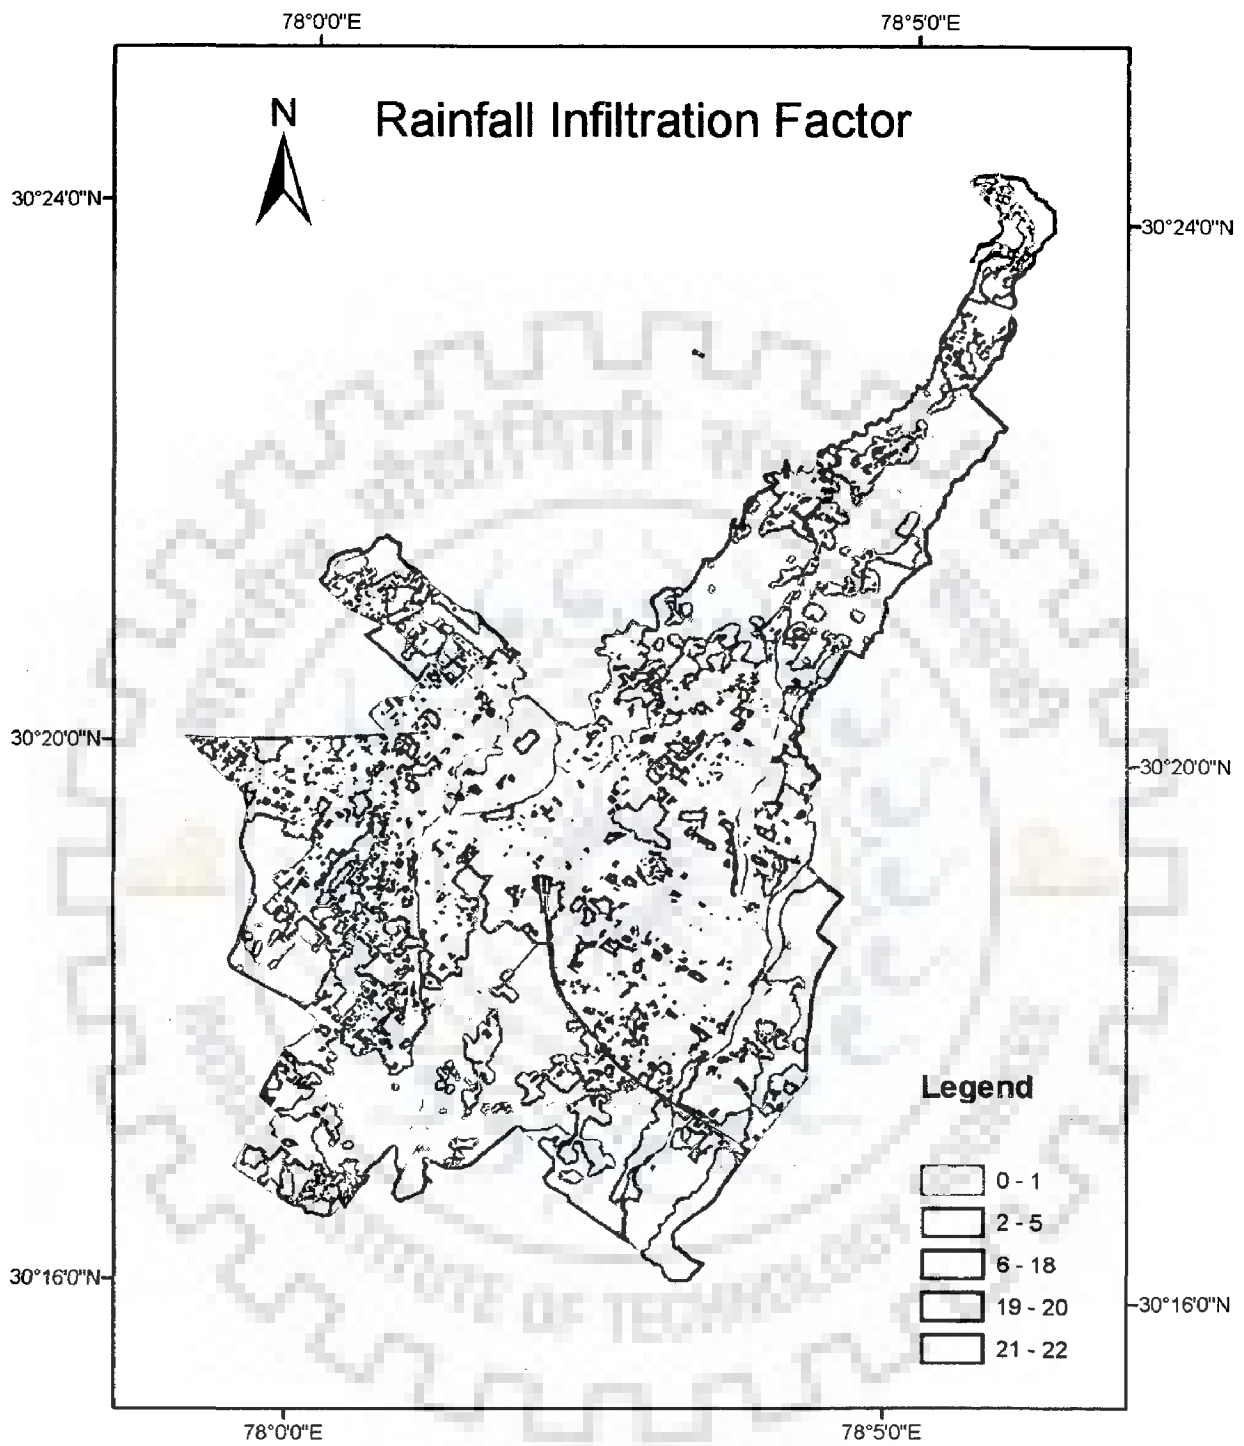 78°0'0"E 78°5'0"E
N
Rainfall Infiltration Factor
30°24'0"N
30°24'0"N
30°20'0"N
30°20'0"N
Legend
0 - 1
2 - 5
6 - 18
19 - 20
21 - 22
30°16'0"N
30°16'0"N
78°0'0"E 78°5'0"E
OF TECHNOLOGY